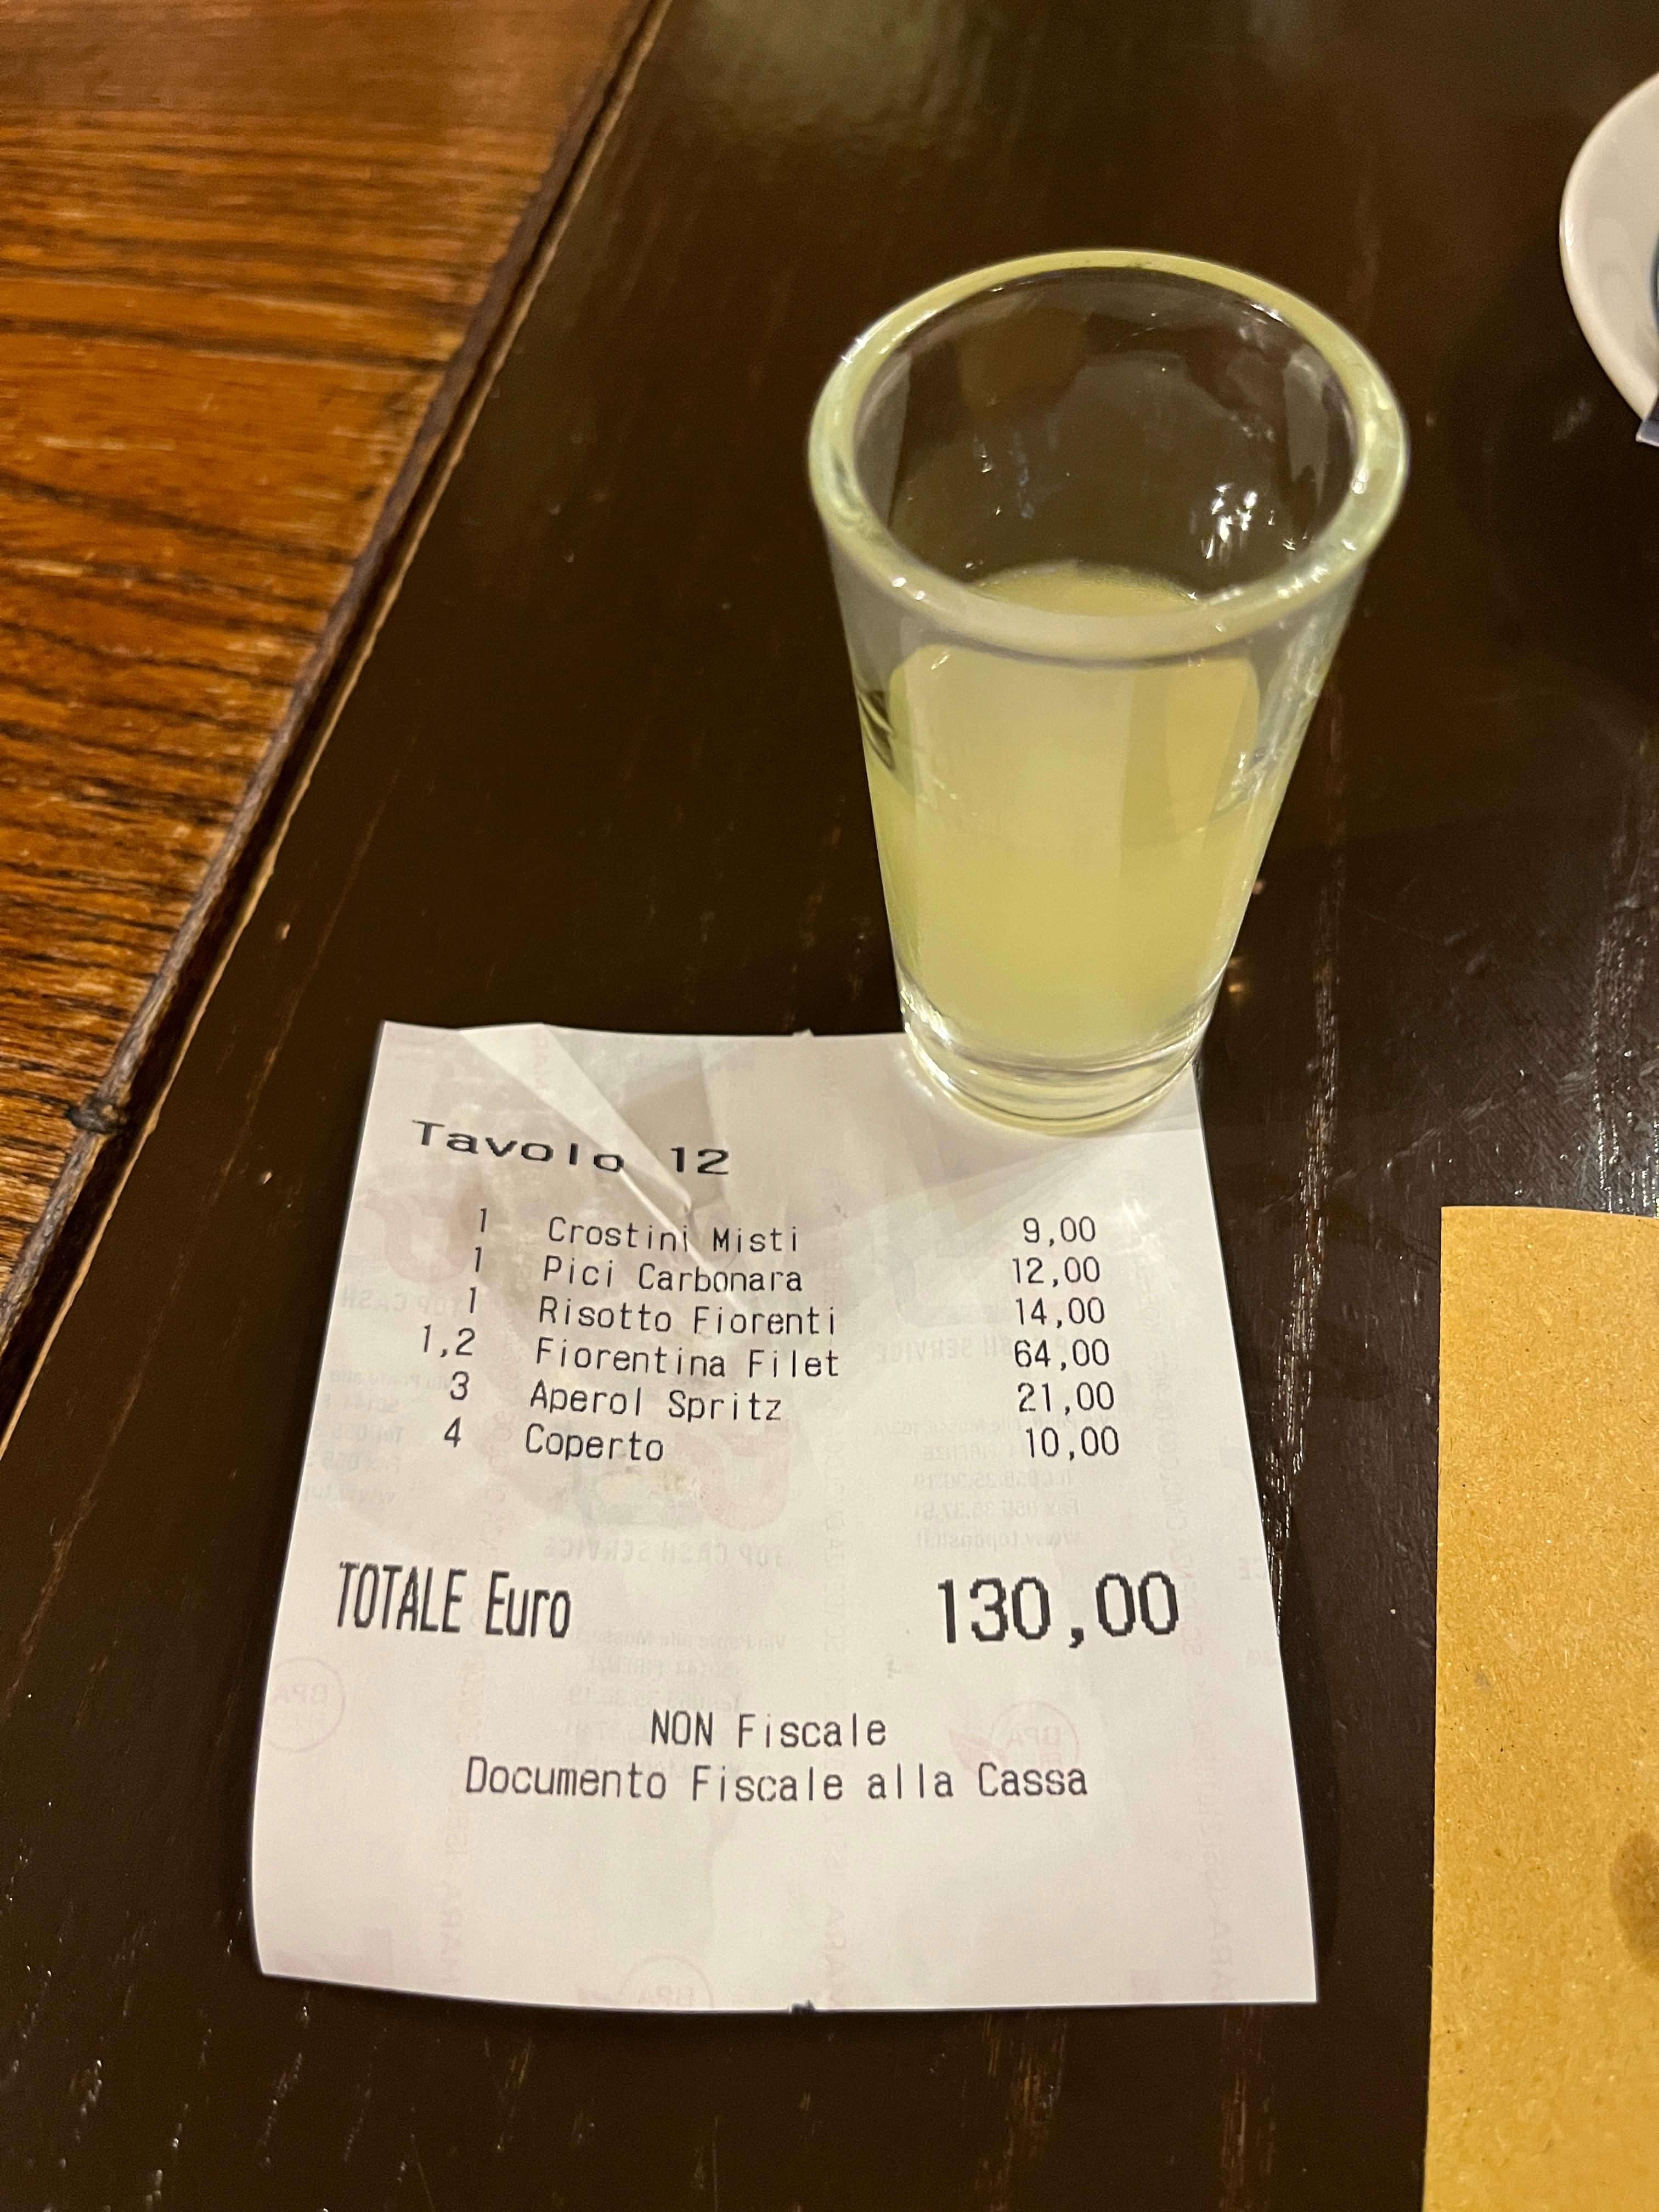 Tavolo 12
1 Crostini Misti 9,00
1 Pici Carbonara 12,00
1 Risotto Fiorenti 14,00
1,2 Fiorentina Filet 64,00
3 Aperol Spritz 21,00
4 Coperto 10,00
TOTALE Euro 130,00
NON Fiscale
Documento Fiscale alla Cassa